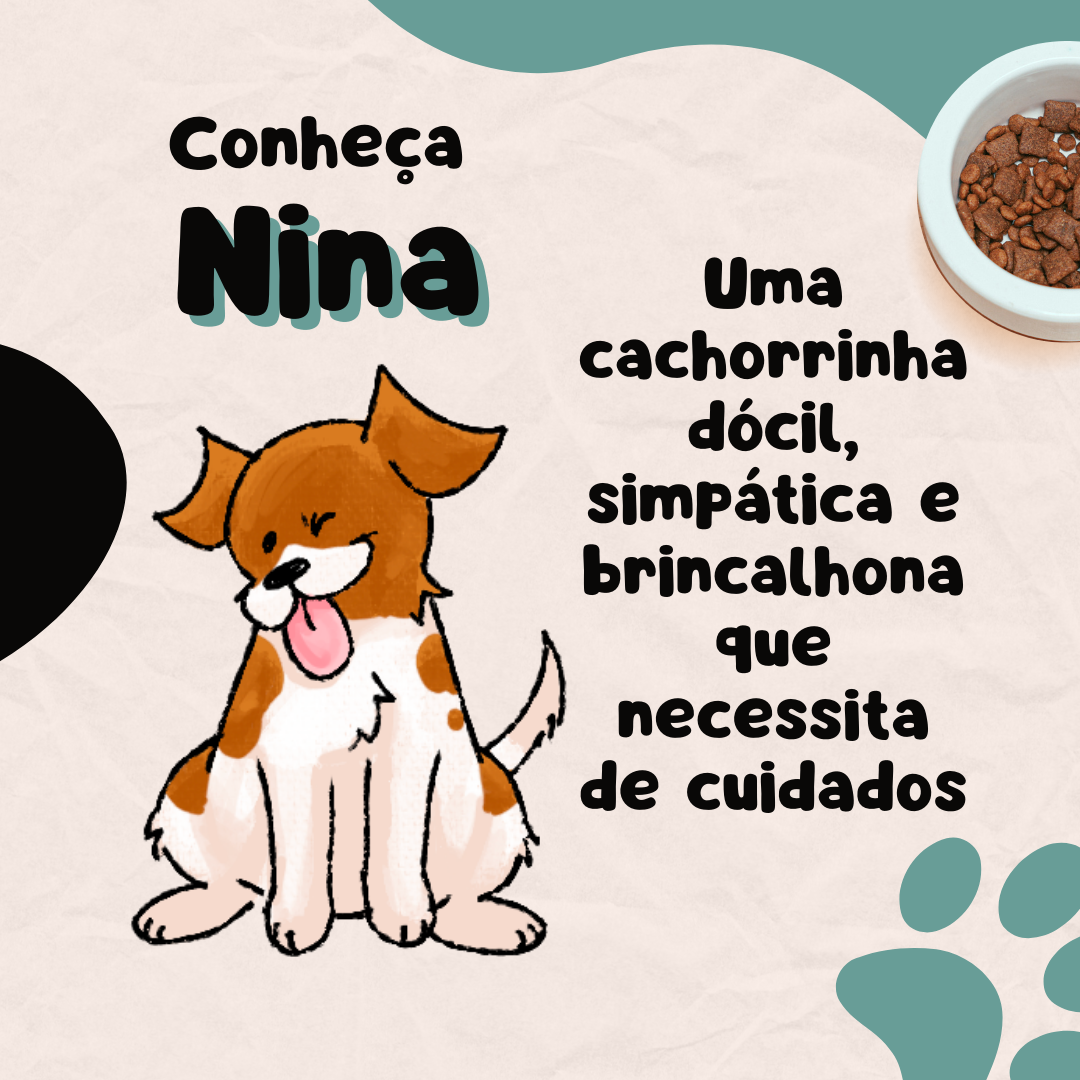 Conheça
Nina
Uma
cachorrinha
dócil,
simpática e
brincalhona
que
necessita
de cuidados